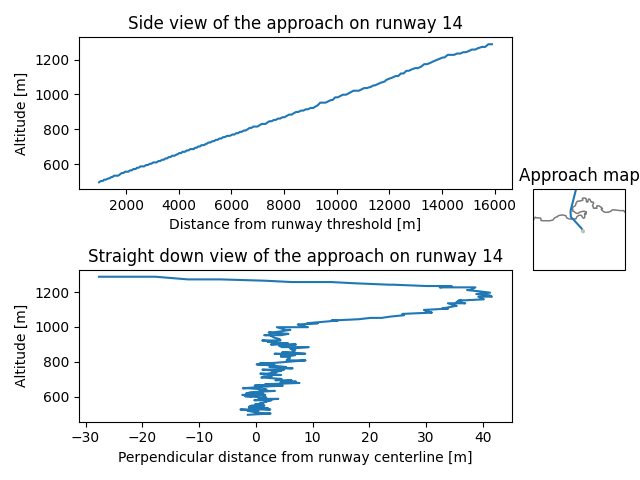 Side view of the approach on runway 14
Altitude [m]
1200
1000
800
600
2000 4000 6000 8000 10000 12000 14000 16000
Distance from runway threshold [m]
Approach map
Straight down view of the approach on runway 14
Altitude [m]
1200
1000
800
600
−30 −20 −10 0 10 20 30 40
Perpendicular distance from runway centerline [m]